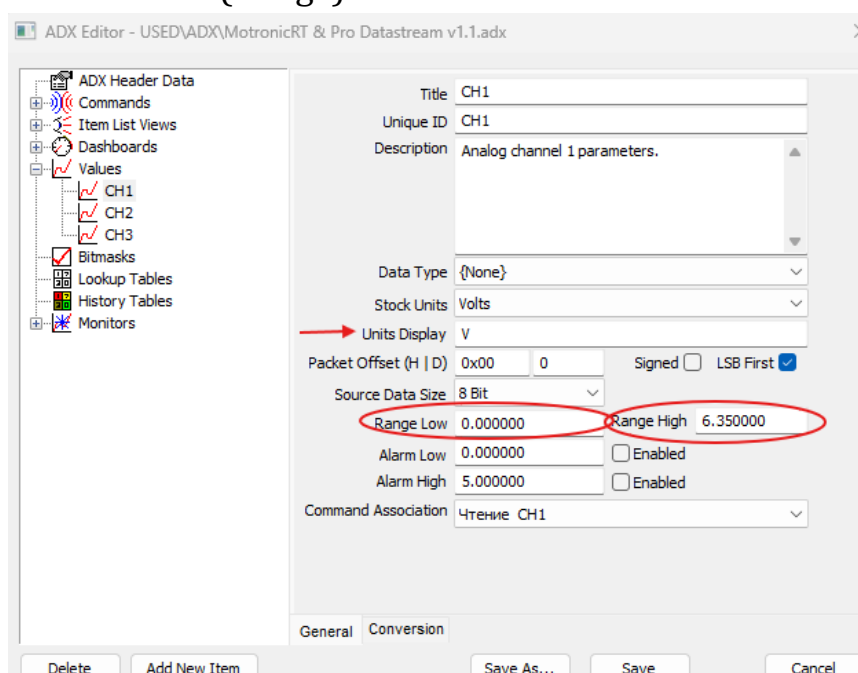 ADX Editor - USED\ADX\MotronicRT & Pro Datastream v1.1.adx
ADX Header Data
Commands
Item List Views
Dashboards
Values
CH1
CH2
CH3
Bitmasks
Lookup Tables
History Tables
Monitors
Title CH1
Unique ID CH1
Description Analog channel 1 parameters.
Data Type {None}
Stock Units Volts
Units Display V
Packet Offset (H | D) 0x00 0 Signed LSB First
Source Data Size 8 Bit
Range Low 0.000000 Range High 6.350000
Alarm Low 0.000000 Enabled
Alarm High 5.000000 Enabled
Command Association Чтение CH1
General Conversion
Delete Add New Item Save As... Save Cancel